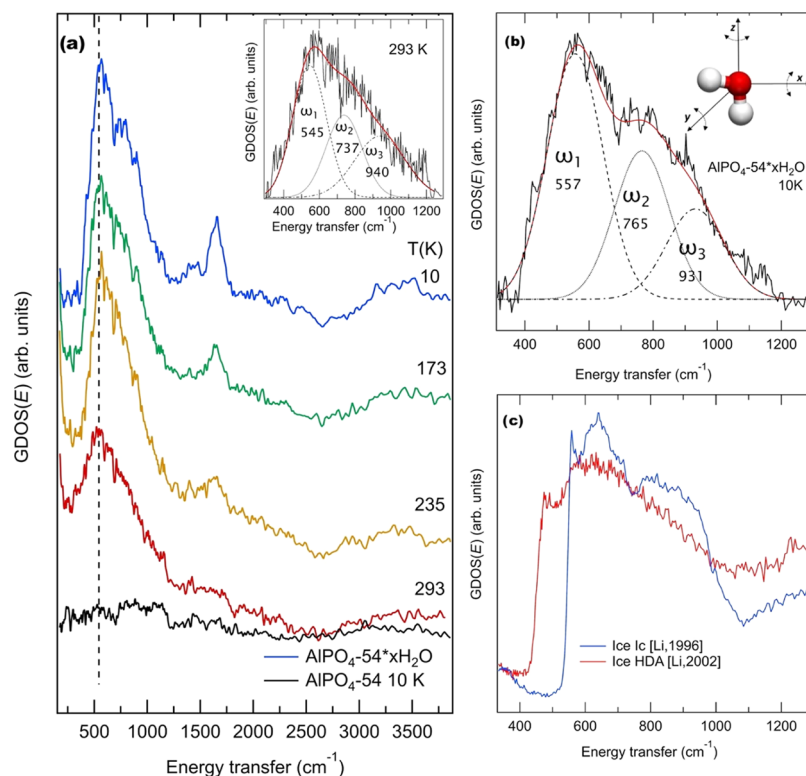 (a)
293 K
GDOS(E) (arb. units)
ω1
545
ω2
737
ω3
940
400 600 800 1000 1200
Energy transfer (cm-1)
T(K)
10
173
235
293
GDOS(E) (arb. units)
AlPO4-54*xH2O
AlPO4-54 10 K
500 1000 1500 2000 2500 3000 3500
Energy transfer (cm-1)
(b)
z
x
y
AlPO4-54*xH2O
10K
ω1
557
ω2
765
ω3
931
GDOS(E) (arb. units)
400 600 800 1000 1200
Energy transfer (cm-1)
(c)
GDOS(E) (arb. units)
Ice Ic [Li,1996]
Ice HDA [Li,2002]
400 600 800 1000 1200
Energy transfer (cm-1)